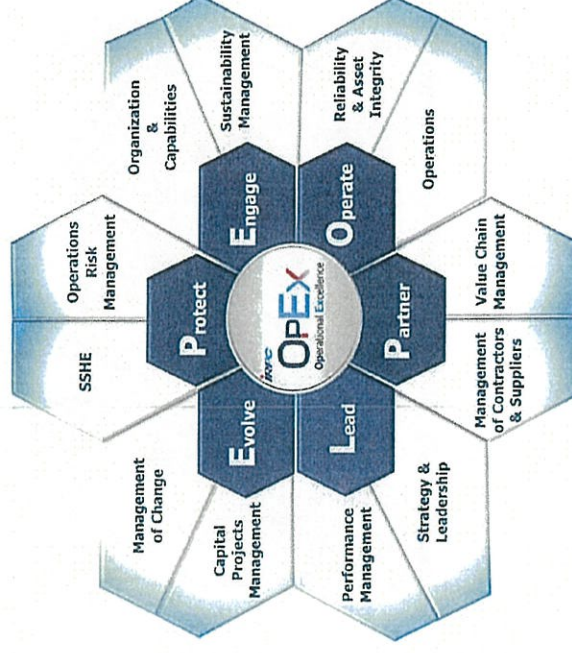 SSHE
Operations
Risk
Management
Protect
Organization
&
Capabilities
Sustainability
Management
Engage
Reliability
& Asset
Integrity
Operations
Operate
Value Chain
Management
Management
of Contractors
& Suppliers
Partner
Strategy &
Leadership
Performance
Management
Lead
Capital
Projects
Management
Management
of Change
Evolve
IRPC
OPEX
Operational Excellence